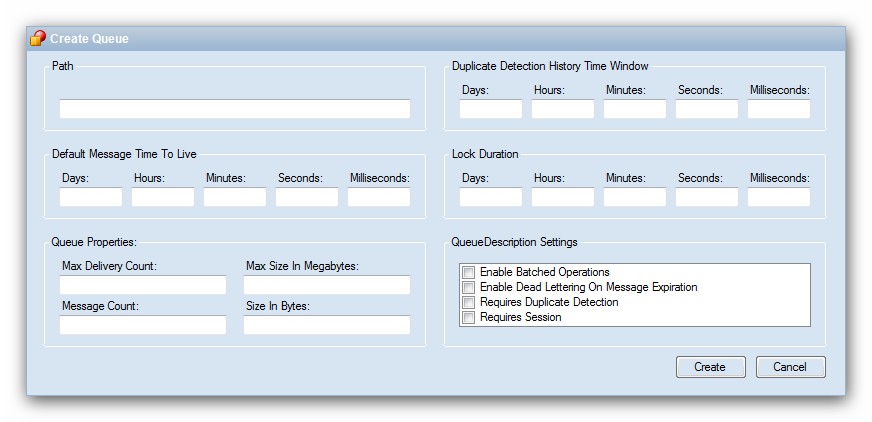 Create Queue
Path
Duplicate Detection History Time Window
Days: Hours: Minutes: Seconds: Milliseconds:
Default Message Time To Live
Days: Hours: Minutes: Seconds: Milliseconds:
Lock Duration
Days: Hours: Minutes: Seconds: Milliseconds:
Queue Properties:
Max Delivery Count: Max Size In Megabytes:
Message Count: Size In Bytes:
QueueDescription Settings
Enable Batched Operations
Enable Dead Lettering On Message Expiration
Requires Duplicate Detection
Requires Session
Create Cancel